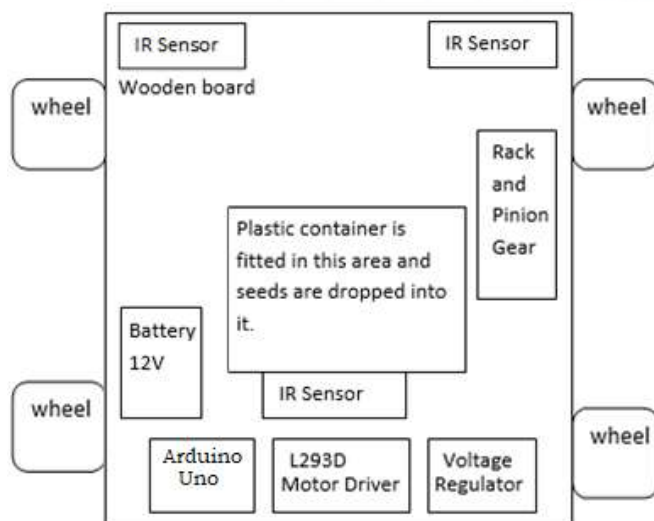 IR Sensor
IR Sensor
Wooden board
wheel
wheel
Rack
and
Pinion
Gear
Plastic container is
fitted in this area and
seeds are dropped into
it.
Battery
12V
IR Sensor
wheel
wheel
Arduino
Uno
L293D
Motor Driver
Voltage
Regulator